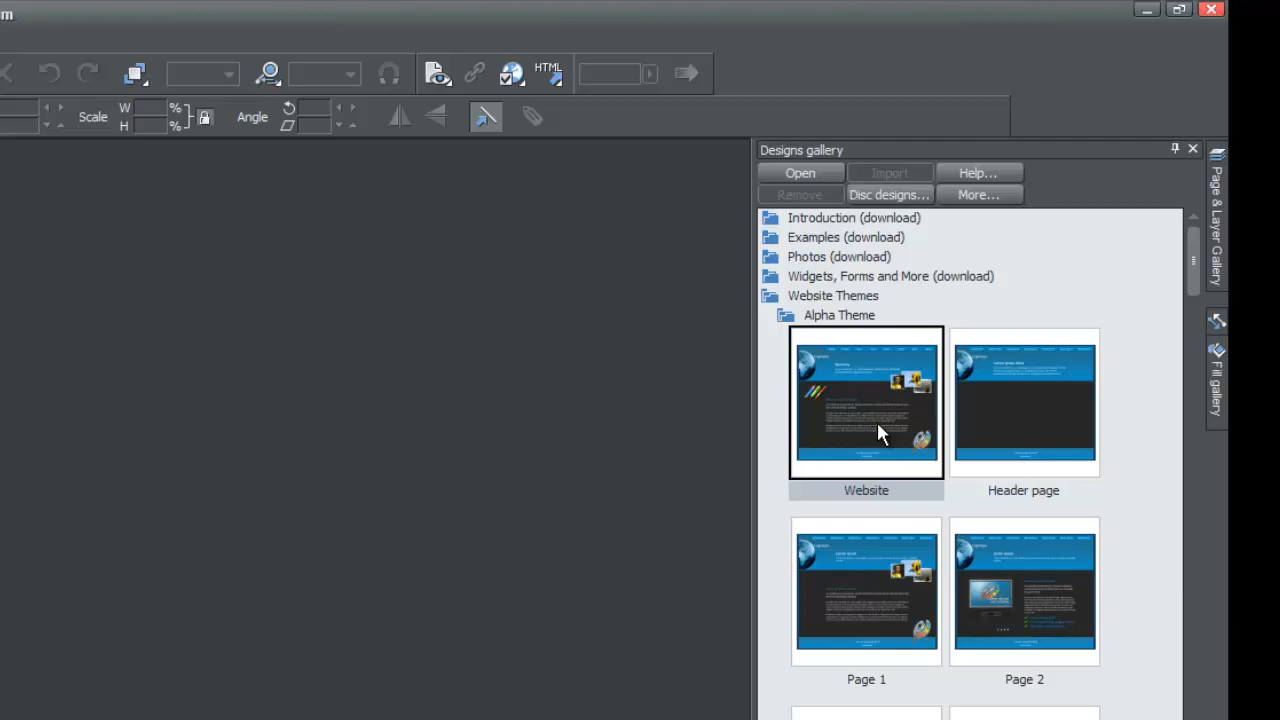 m
HTML
Scale
W
%
H
%
Angle
Designs gallery
Open
Import
Help...
Remove
Disc designs...
More...
Introduction (download)
Examples (download)
Photos (download)
Widgets, Forms and More (download)
Website Themes
Alpha Theme
Website
Header page
Page 1
Page 2
Page & Layer Gallery
Fill gallery